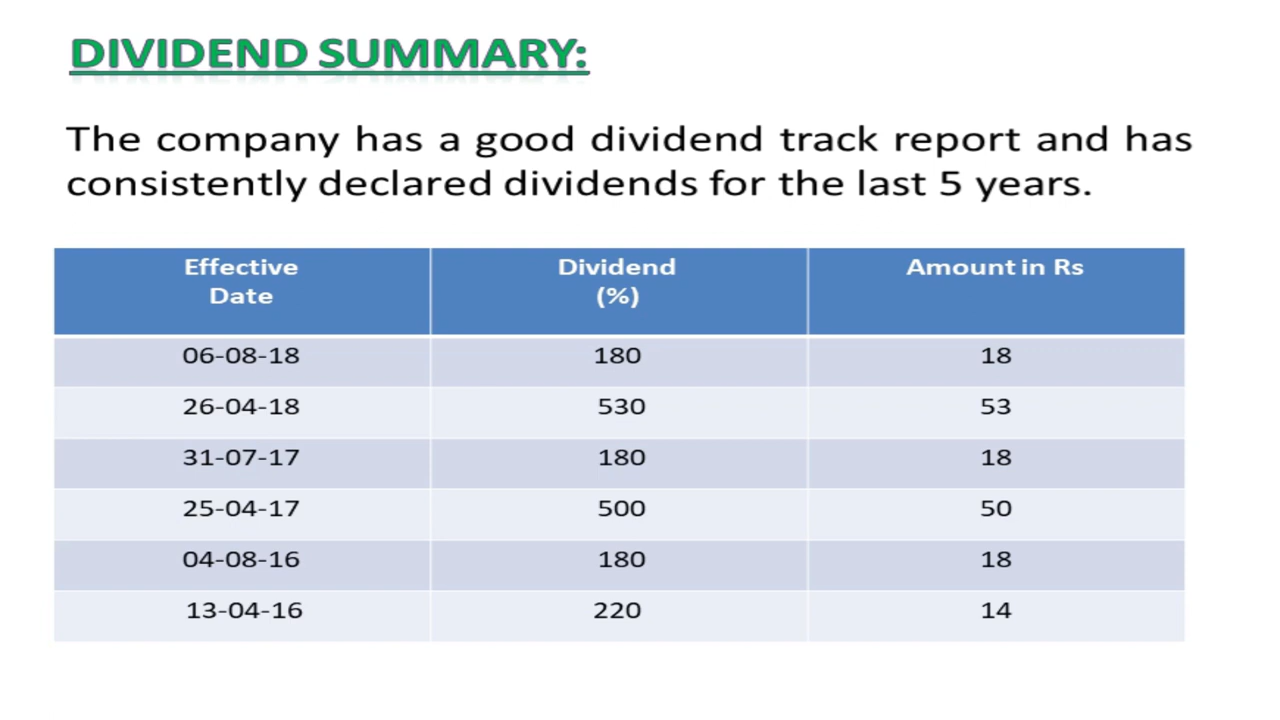 DIVIDEND SUMMARY:
The company has a good dividend track report and has
consistently declared dividends for the last 5 years.
Effective Date Dividend (%) Amount in Rs
06-08-18 180 18
26-04-18 530 53
31-07-17 180 18
25-04-17 500 50
04-08-16 180 18
13-04-16 220 14